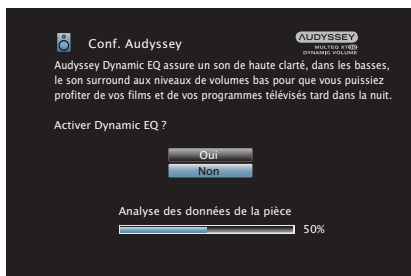 Conf. Audyssey
AUDYSSEY
MULTEQ XT32
DYNAMIC VOLUME
Audyssey Dynamic EQ assure un son de haute clarté, dans les basses,
le son surround aux niveaux de volumes bas pour que vous puissiez
profiter de vos films et de vos programmes télévisés tard dans la nuit.
Activer Dynamic EQ ?
Oui
Non
Analyse des données de la pièce
50%